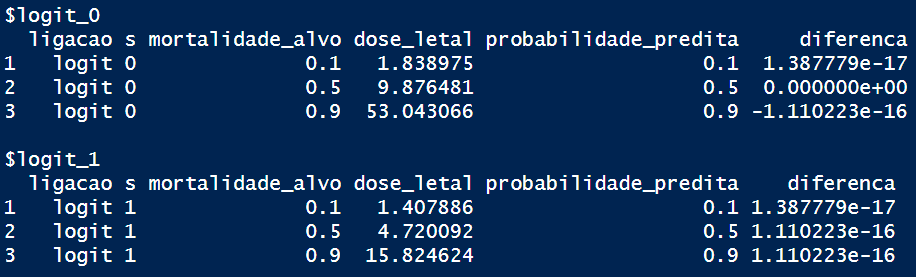 $logit_0
  ligacao s mortalidade_alvo dose_letal probabilidade_predita     diferenca
1   logit 0              0.1   1.838975                   0.1  1.387779e-17
2   logit 0              0.5   9.876481                   0.5  0.000000e+00
3   logit 0              0.9  53.043066                   0.9 -1.110223e-16

$logit_1
  ligacao s mortalidade_alvo dose_letal probabilidade_predita    diferenca
1   logit 1              0.1   1.407886                   0.1 1.387779e-17
2   logit 1              0.5   4.720092                   0.5 1.110223e-16
3   logit 1              0.9  15.824624                   0.9 1.110223e-16